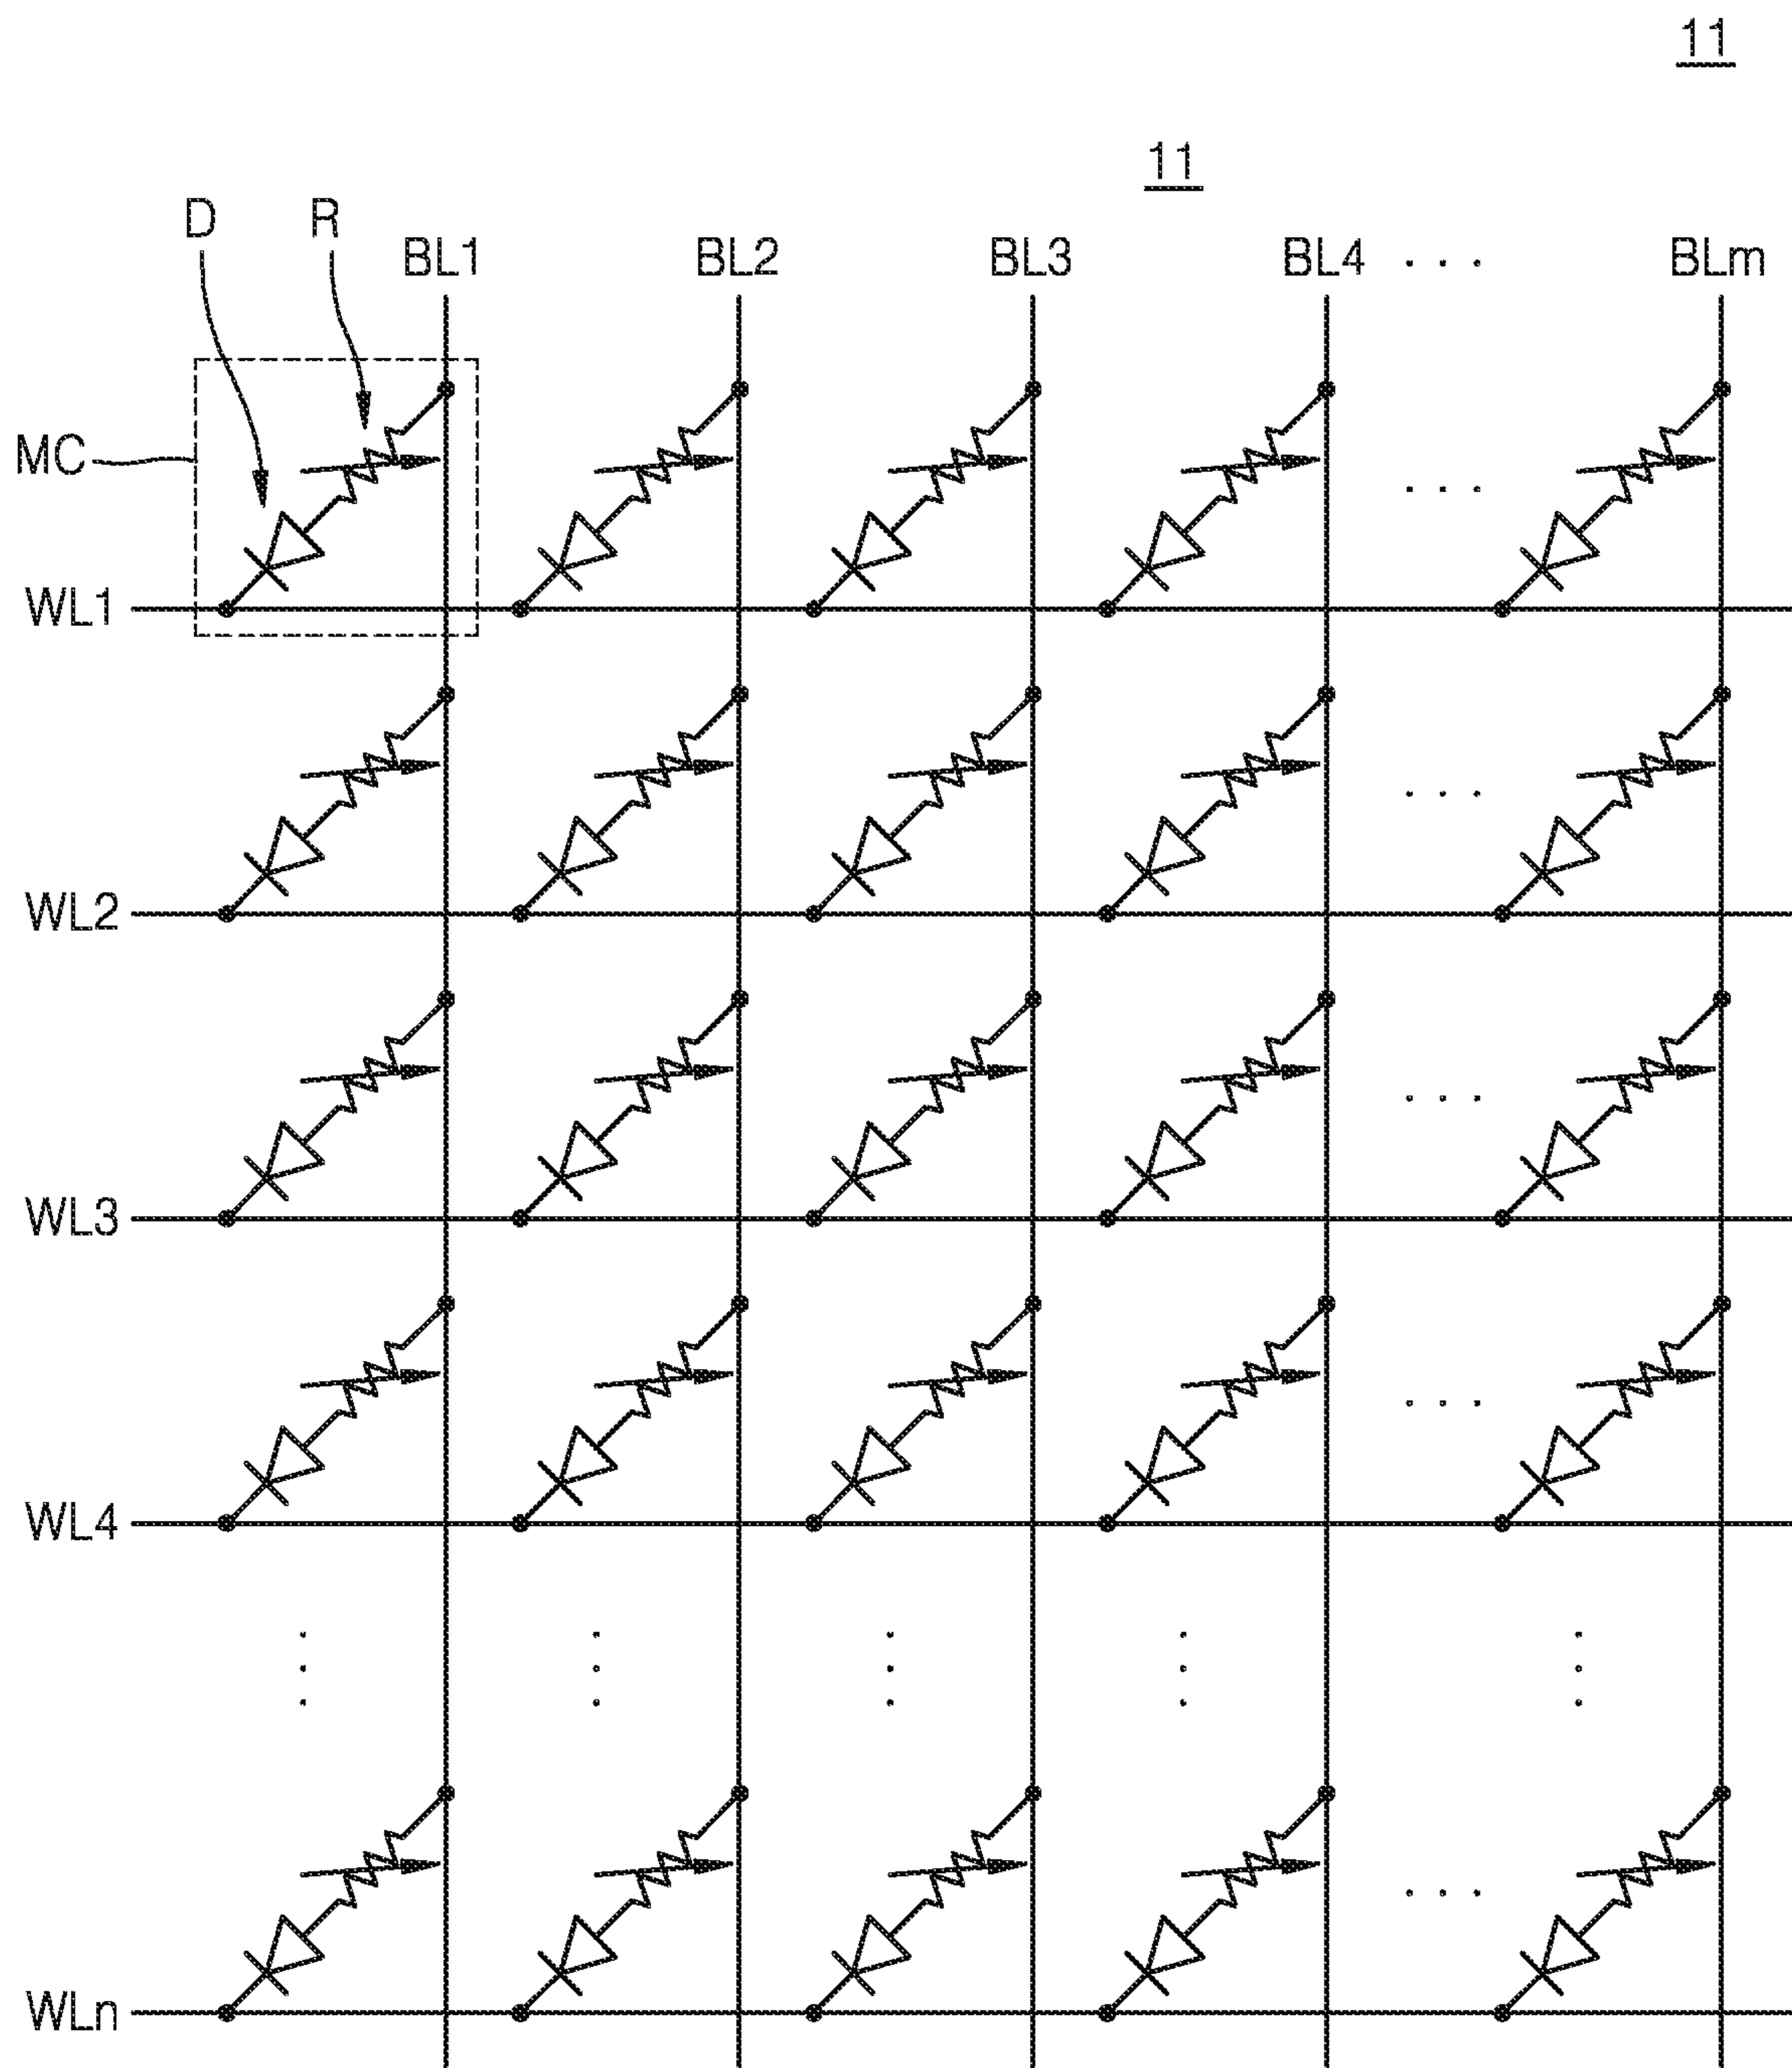 11
11
D R
BL1 BL2 BL3 BL4 . . . BLm
MC
. . .
WL1
. . .
WL2
. . .
WL3
. . .
WL4
. . .
WLn